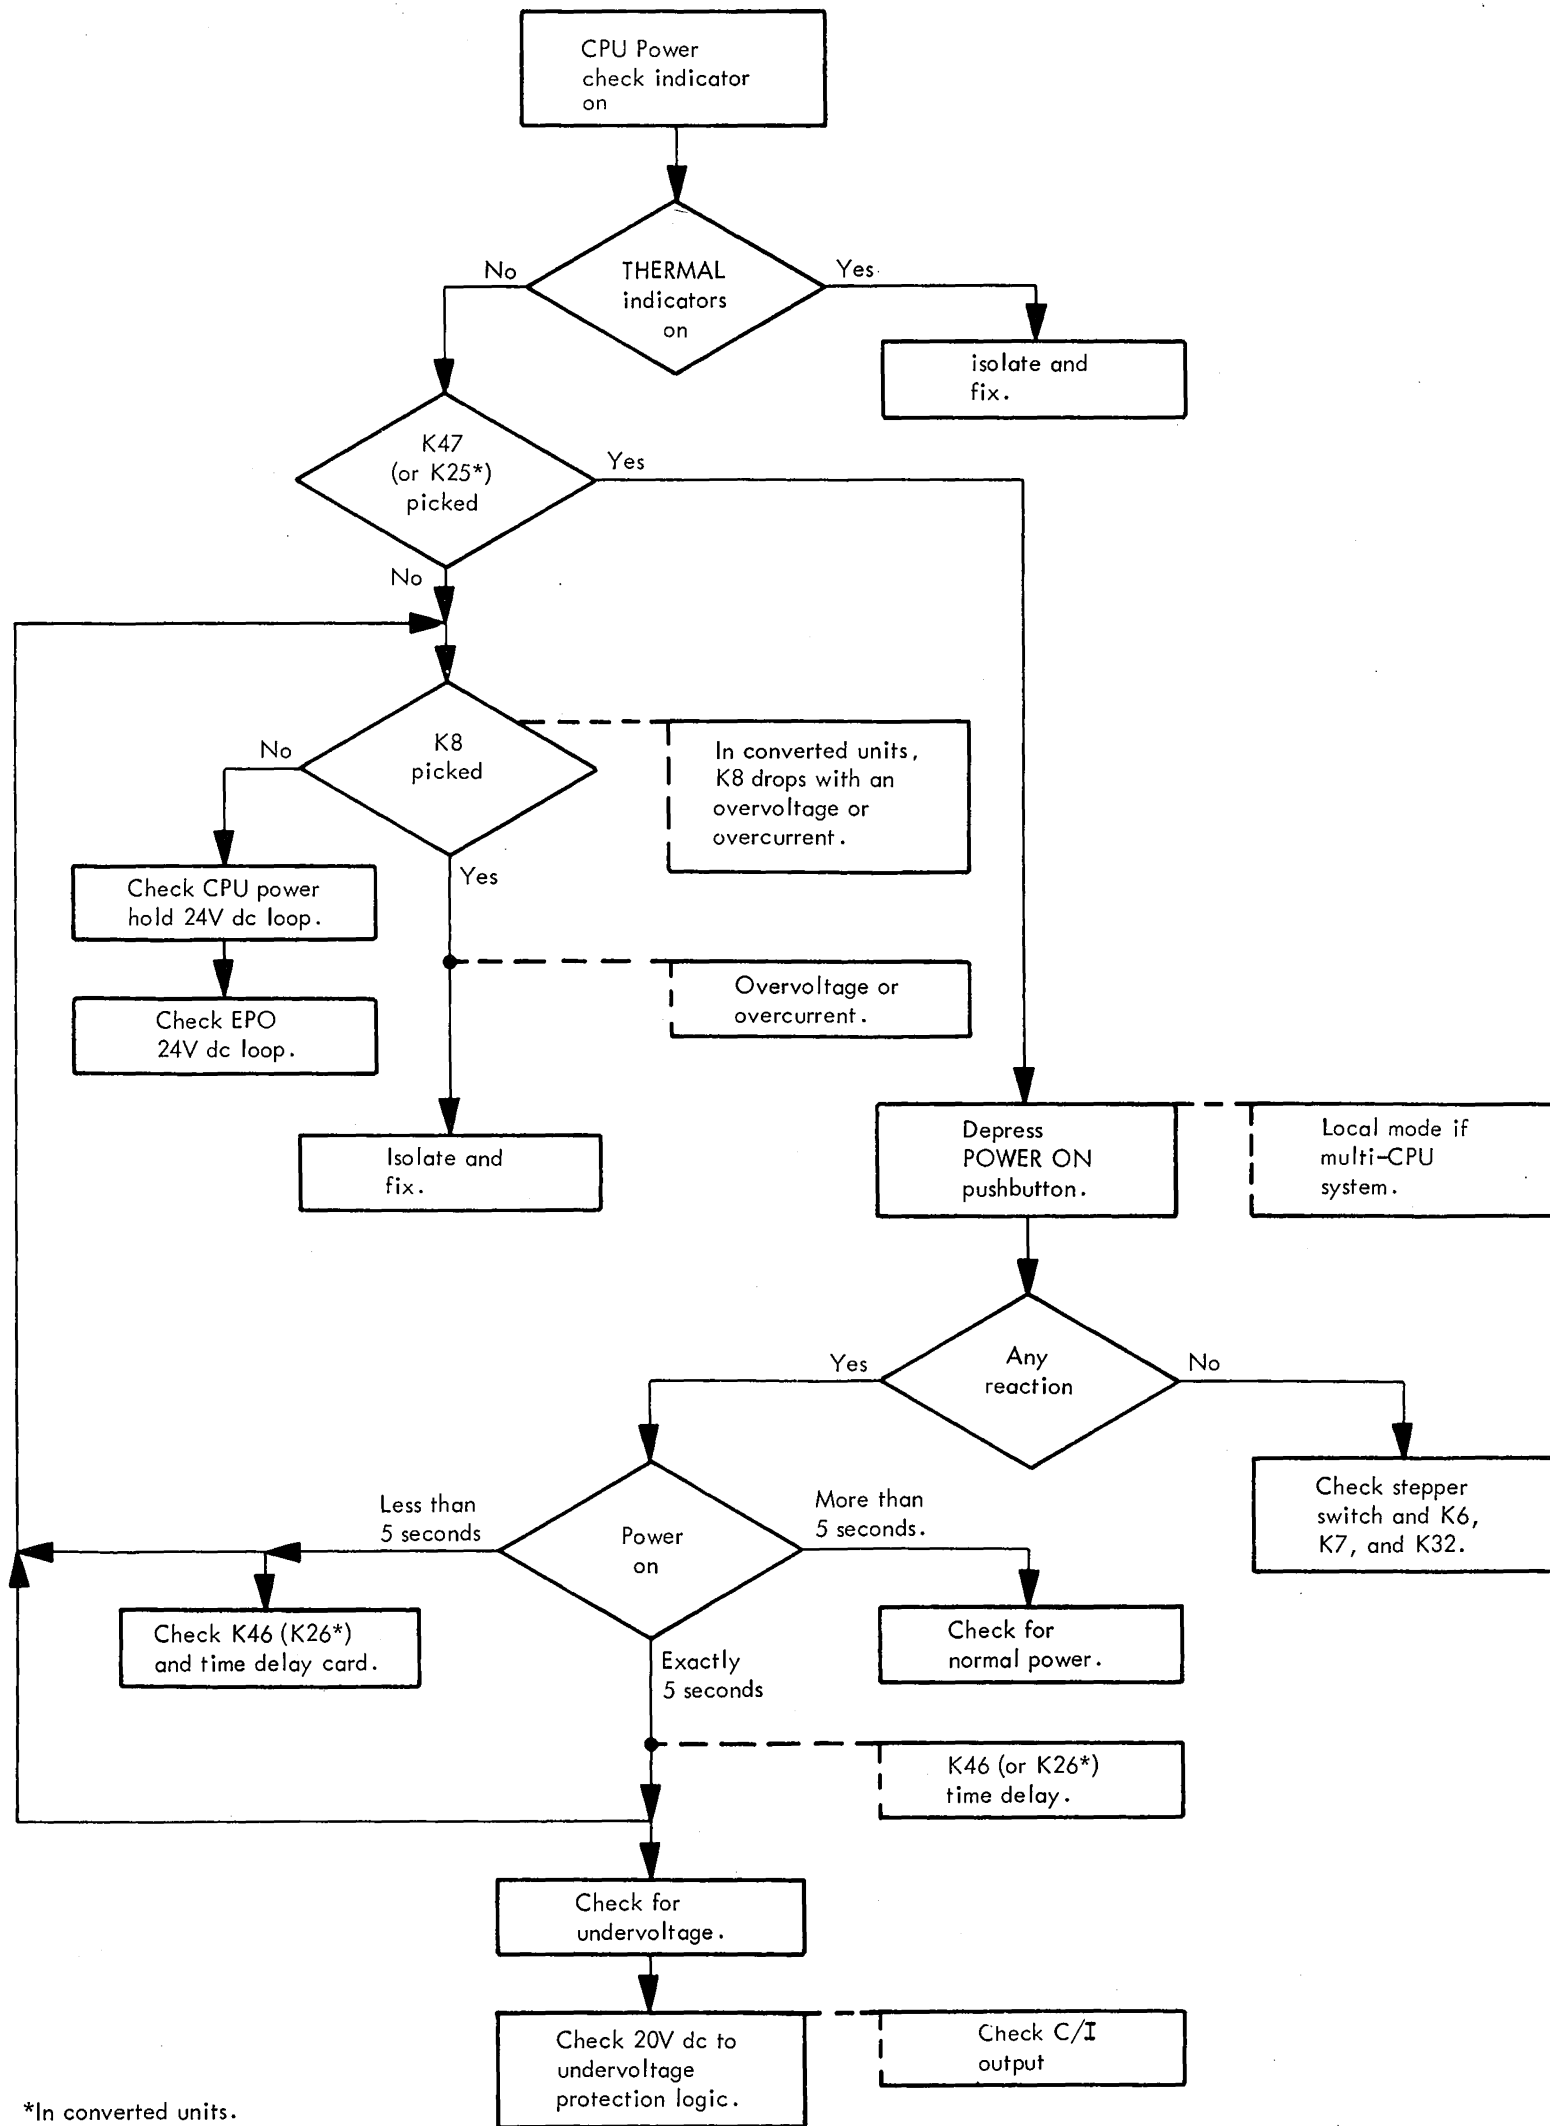 CPU Power
check indicator
on
No
THERMAL
indicators
on
Yes
isolate and
fix.
K47
(or K25*)
picked
Yes
No
No
K8
picked
In converted units,
K8 drops with an
overvoltage or
overcurrent.
Yes
Check CPU power
hold 24V dc loop.
Overvoltage or
overcurrent.
Check EPO
24V dc loop.
Isolate and
fix.
Depress
POWER ON
pushbutton.
Local mode if
multi-CPU
system.
Yes
Any
reaction
No
Check stepper
switch and K6,
K7, and K32.
Less than
5 seconds
Power
on
More than
5 seconds.
Check K46 (K26*)
and time delay card.
Check for
normal power.
Exactly
5 seconds
K46 (or K26*)
time delay.
Check for
undervoltage.
Check 20V dc to
undervoltage
protection logic.
Check C/I
output
*In converted units.